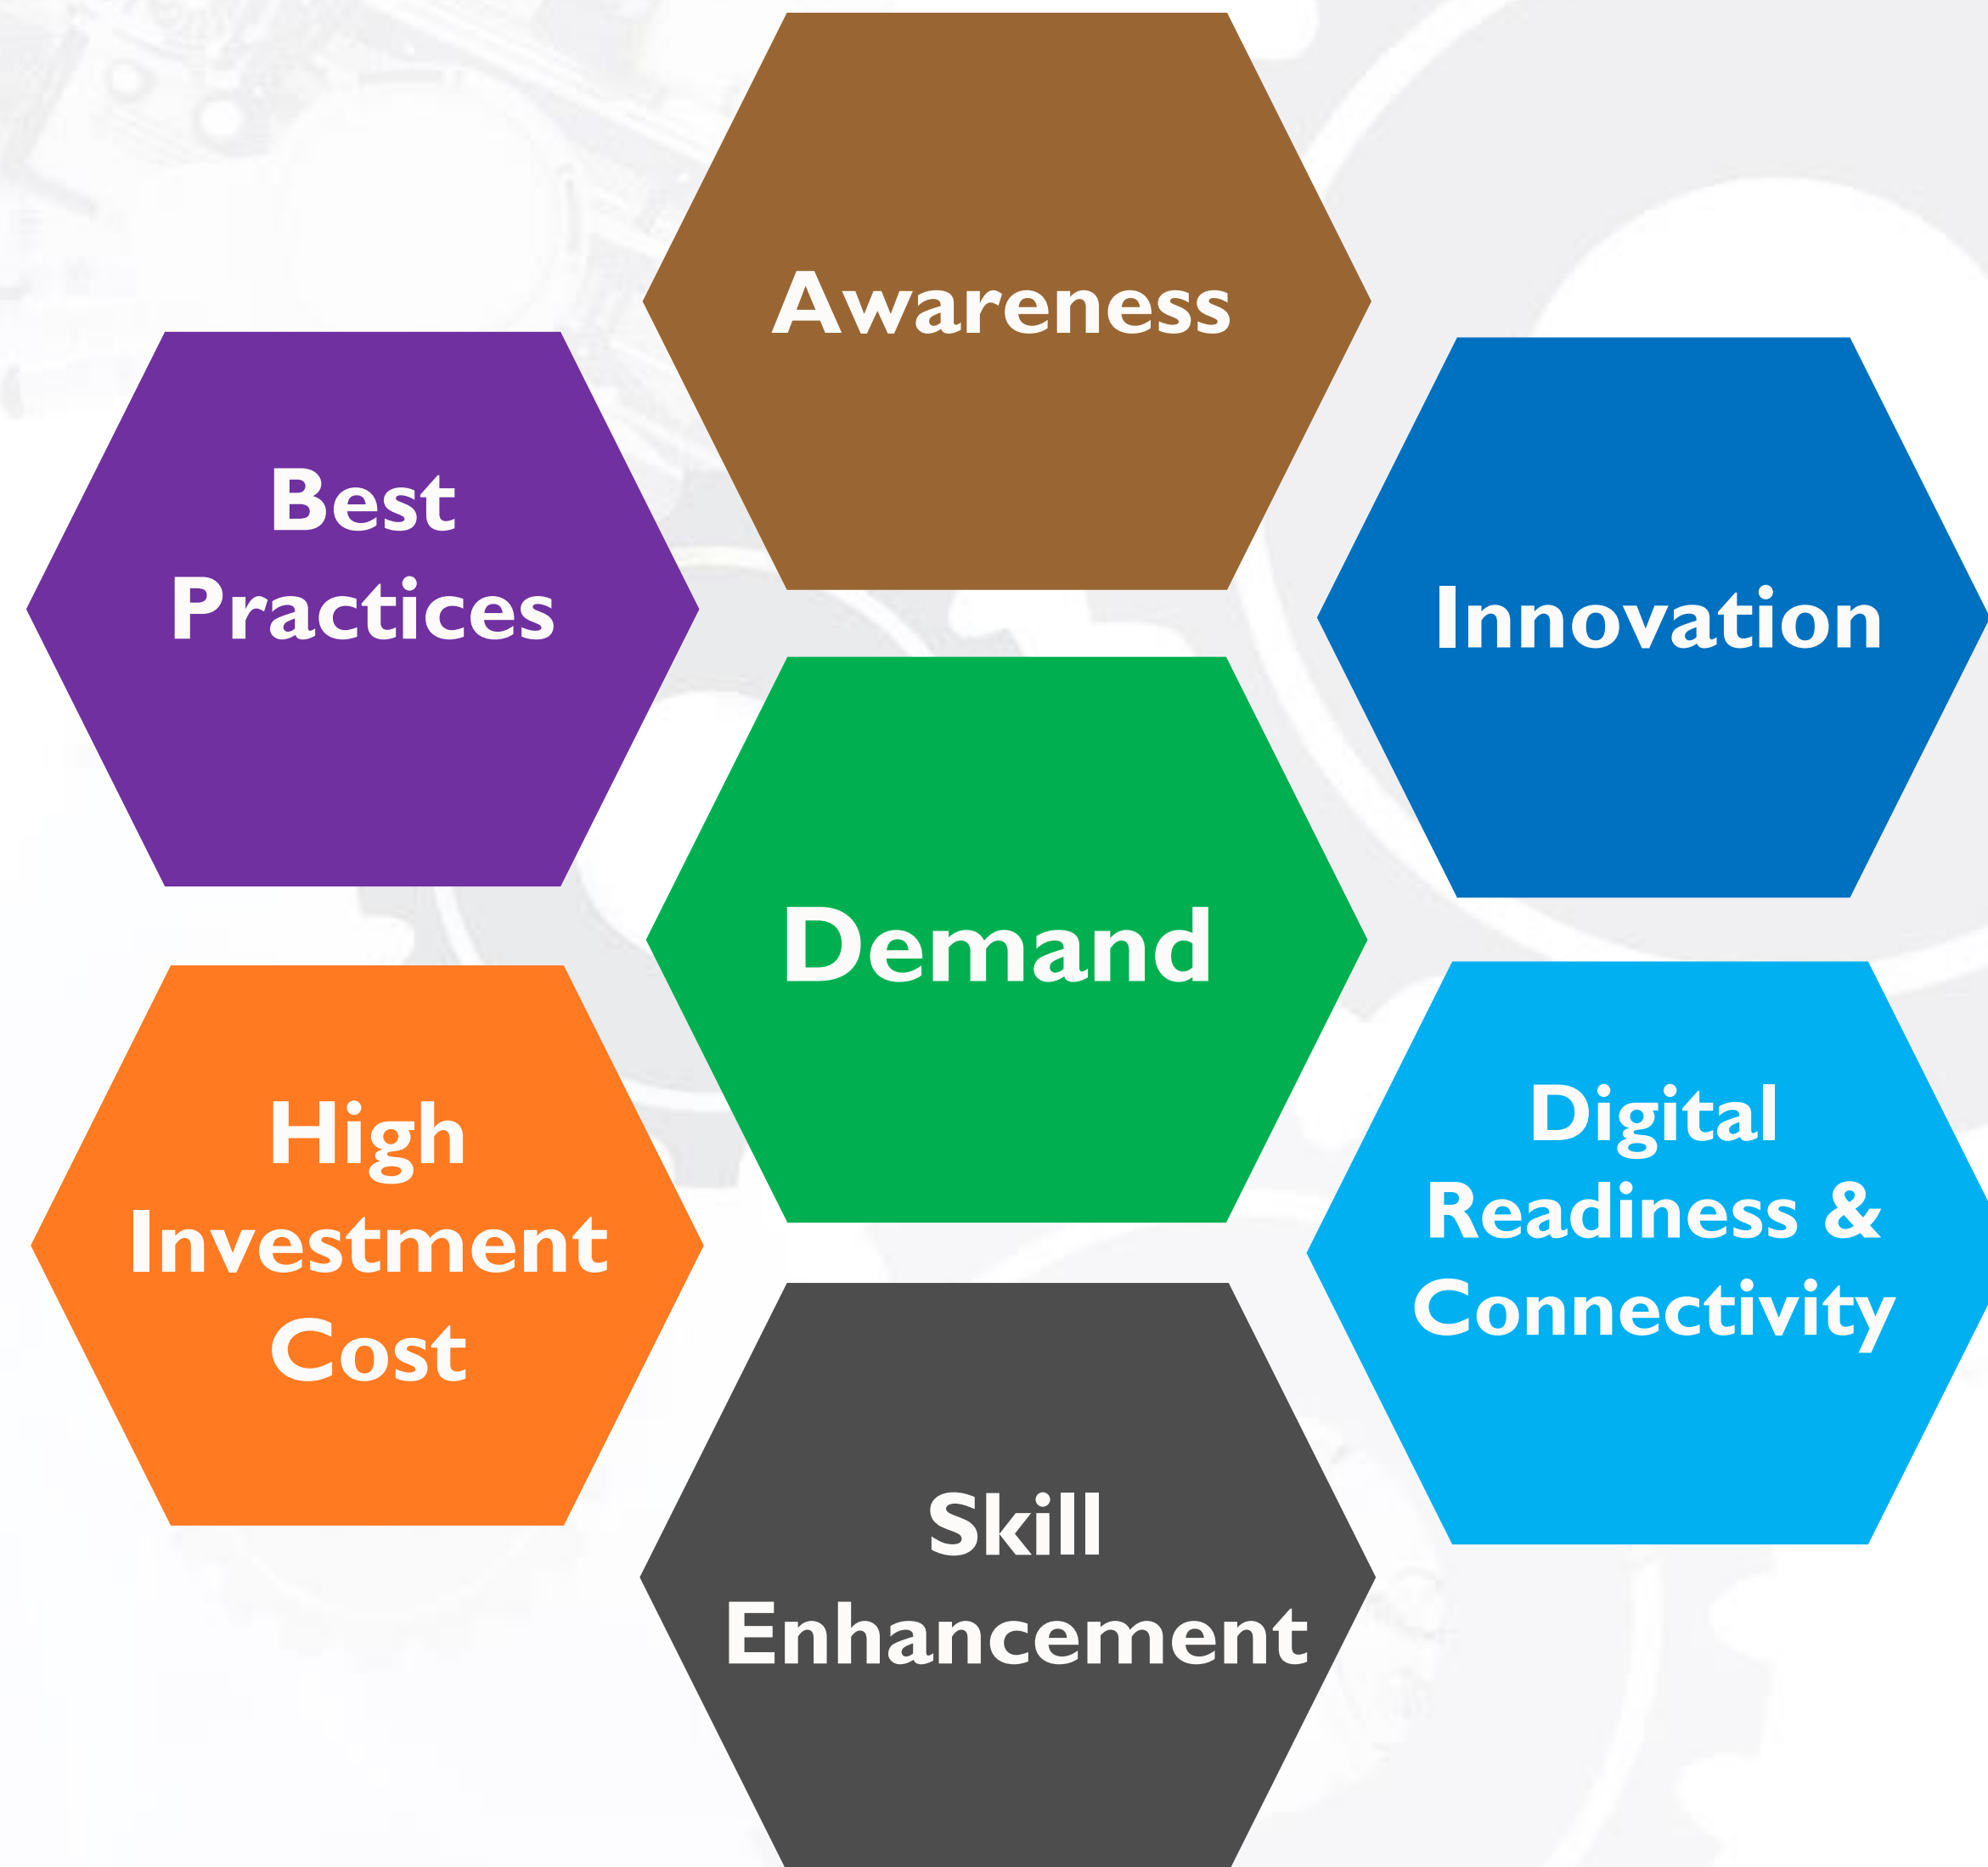 Awareness
Best
Practices
Innovation
Demand
High
Investment
Cost
Digital
Readiness &
Connectivity
Skill
Enhancement